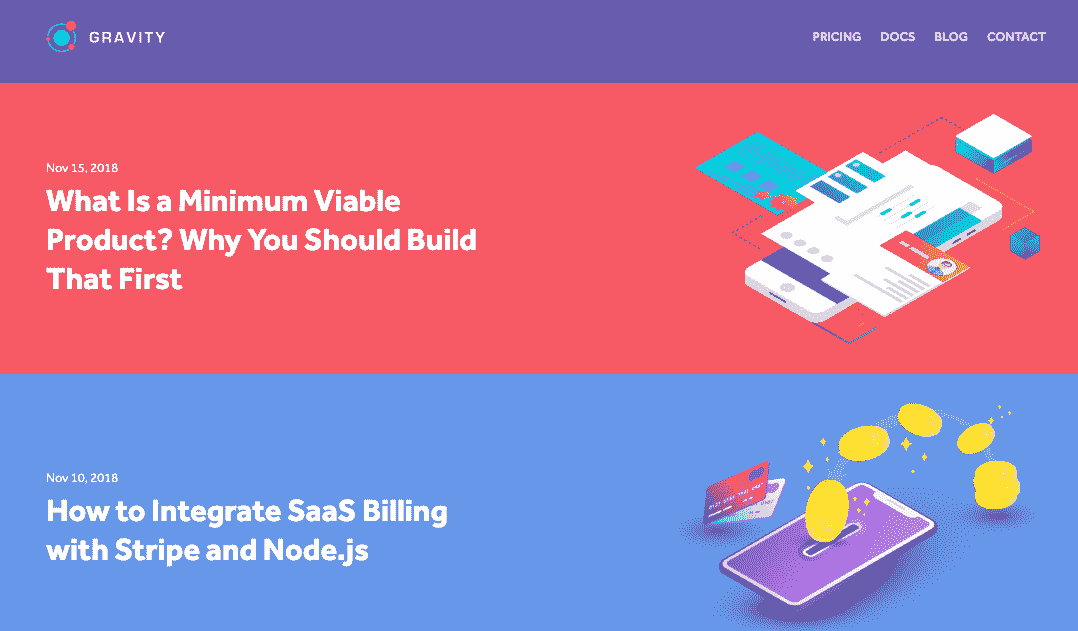 GRAVITY
PRICING DOCS BLOG CONTACT
Nov 15, 2018
What Is a Minimum Viable
Product? Why You Should Build
That First
Nov 10, 2018
How to Integrate SaaS Billing
with Stripe and Node.js